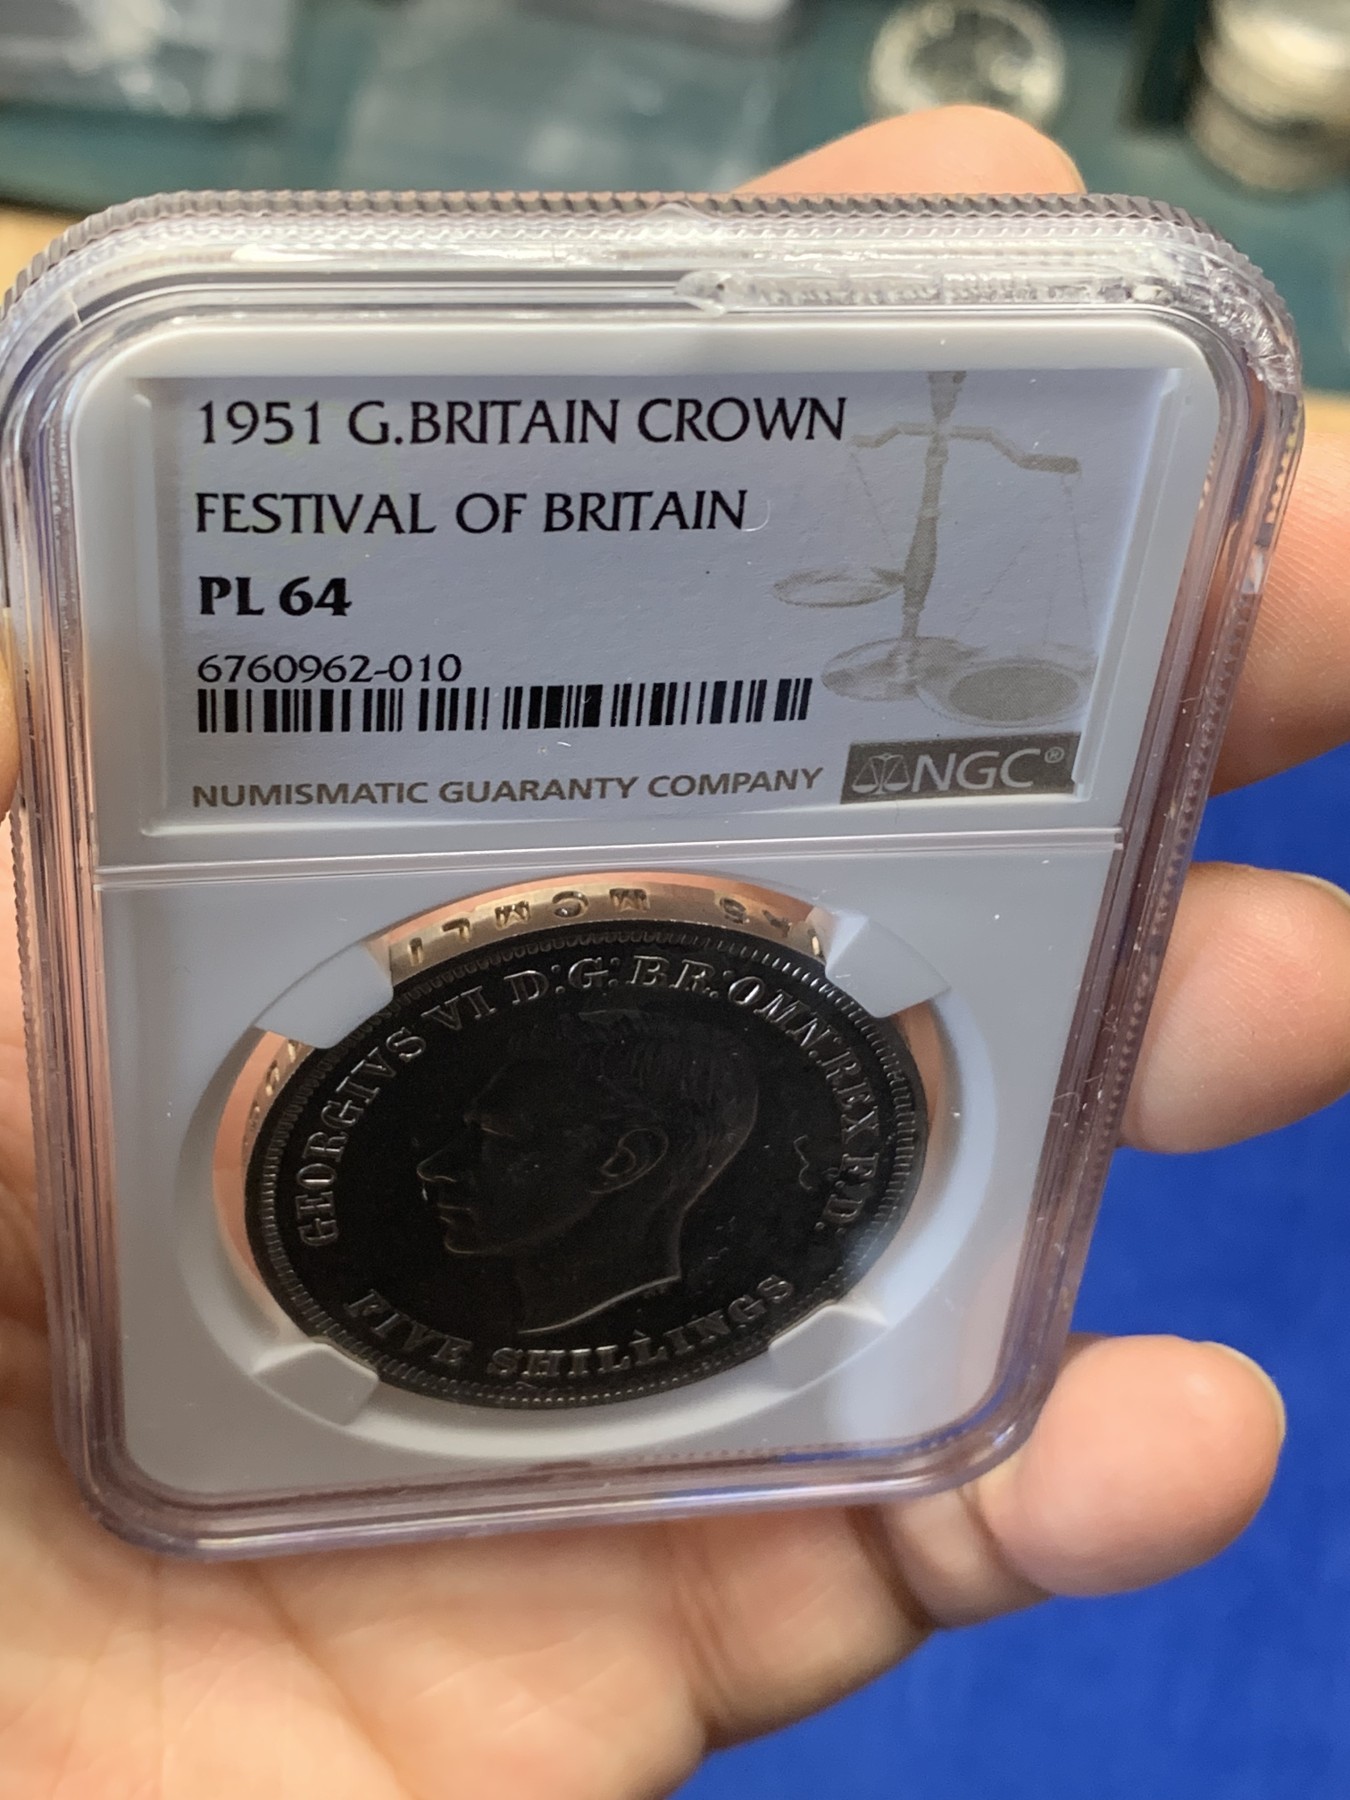 1951 G.BRITAIN CROWN
FESTIVAL OF BRITAIN
PL 64
6760962-010
NUMISMATIC GUARANTY COMPANY
NGC®
MCMLI
GEORGIVS VI D:G:BR:OMN:REX F.D.
FIVE SHILLINGS